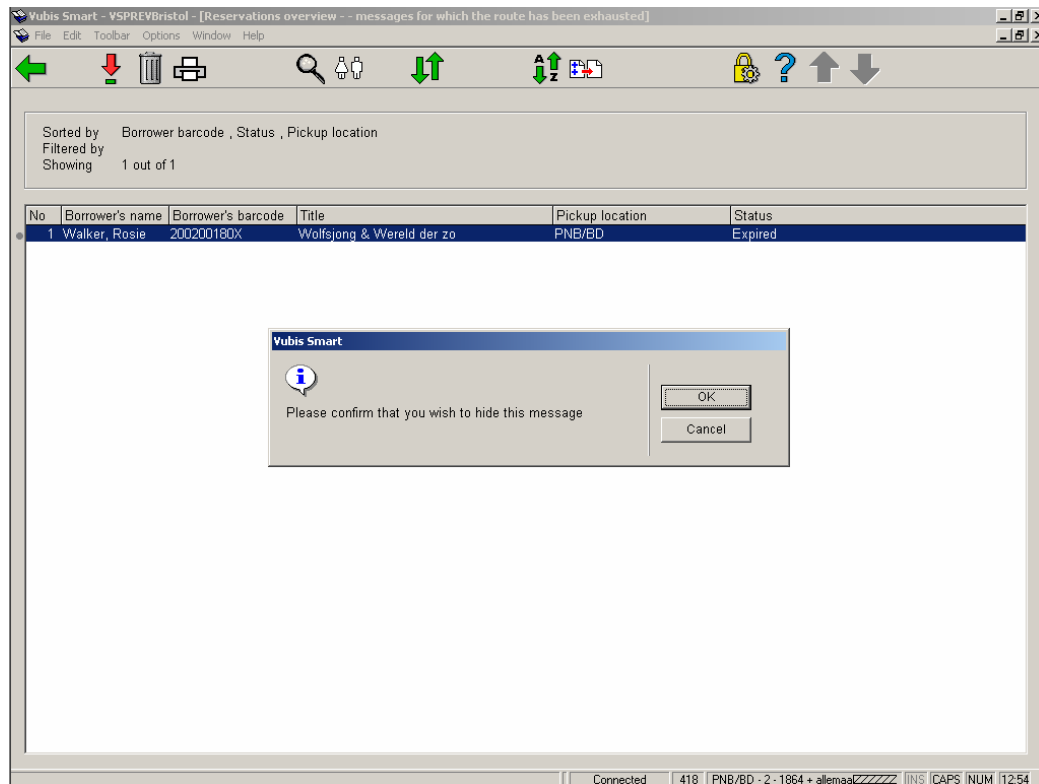 Vubis Smart - VSPREVBristol - [Reservations overview - - messages for which the route has been exhausted]
File Edit Toolbar Options Window Help
Sorted by Borrower barcode , Status , Pickup location
Filtered by
Showing 1 out of 1
No Borrower's name Borrower's barcode Title Pickup location Status
1 Walker, Rosie 200200180X Wolfsjong & Wereld der zo PNB/BD Expired
Vubis Smart
Please confirm that you wish to hide this message
OK
Cancel
Connected 418 PNB/BD - 2 - 1864 + allemaa INS CAPS NUM 12:54